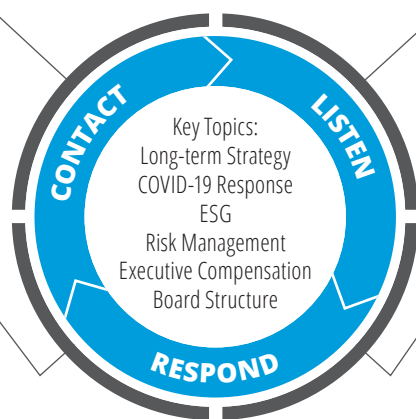 CONTACT
LISTEN
Key Topics:
Long-term Strategy
COVID-19 Response
ESG
Risk Management
Executive Compensation
Board Structure
RESPOND